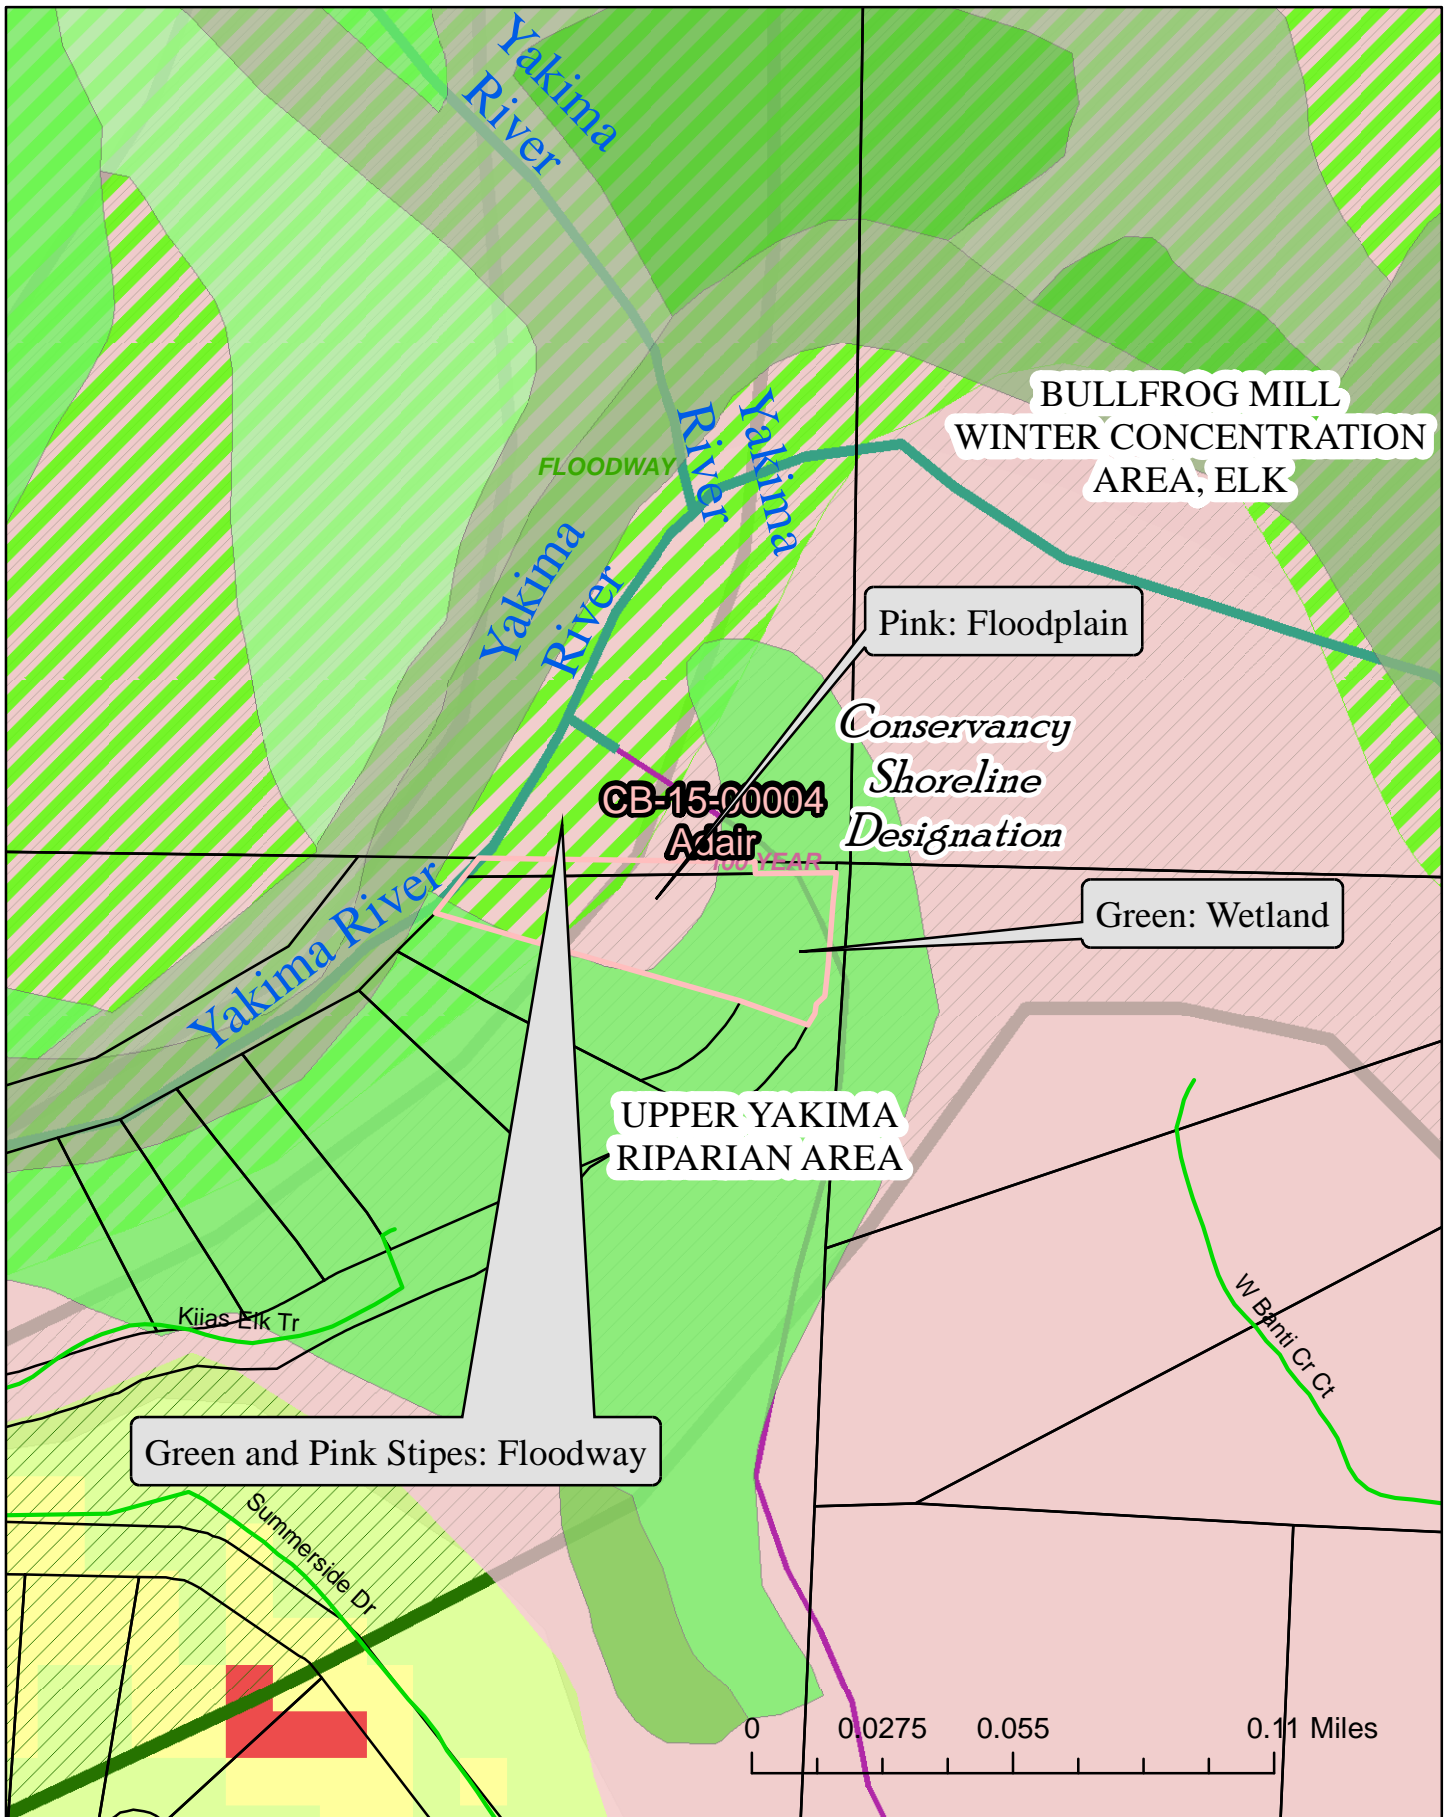 Yakima
River
BULLFROG MILL
WINTER CONCENTRATION
AREA, ELK
Yakima
River
FLOODWAY
Yakima
River
Pink: Floodplain
Conservancy
Shoreline
Designation
CB-15-00004
Adair
100 YEAR
Yakima River
Green: Wetland
UPPER YAKIMA
RIPARIAN AREA
Kiias Elk Tr
W Banti Cr Ct
Green and Pink Stipes: Floodway
Summerside Dr
0 0.0275 0.055 0.11 Miles